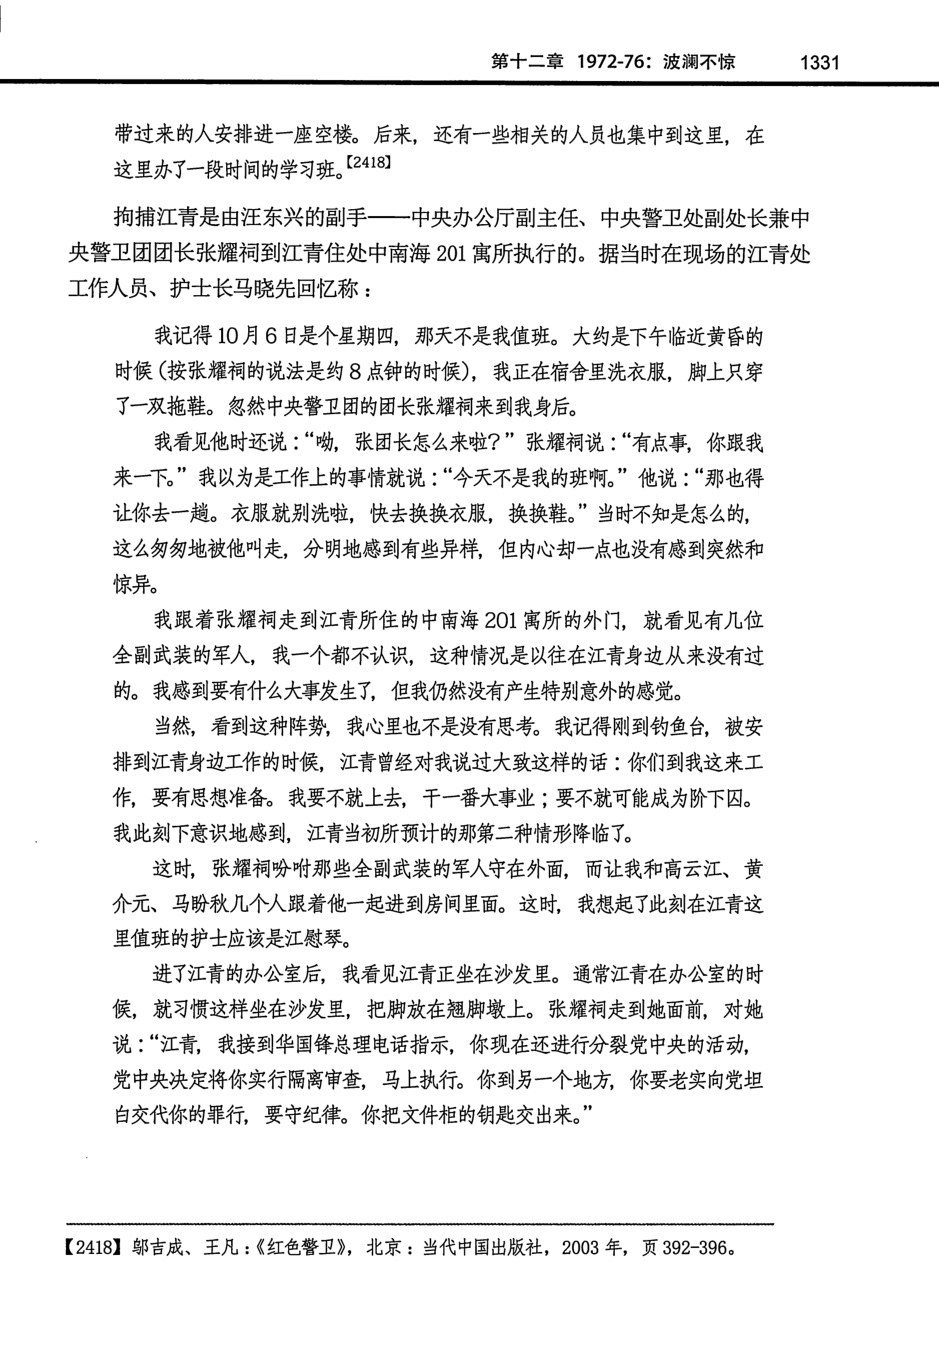 第十二章 1972-76：波澜不惊 1331
带过来的人安排进一座空楼。后来，还有一些相关的人员也集中到这里，在
这里办了一段时间的学习班。【2418】
拘捕江青是由汪东兴的副手——中央办公厅副主任、中央警卫处副处长兼中
央警卫团团长张耀祠到江青住处中南海 201 寓所执行的。据当时在现场的江青处
工作人员、护士长马晓先回忆称：
我记得 10 月 6 日是个星期四，那天不是我值班。大约是下午临近黄昏的
时候（按张耀祠的说法是约 8 点钟的时候），我正在宿舍里洗衣服，脚上只穿
了一双拖鞋。忽然中央警卫团的团长张耀祠来到我身后。
我看见他时还说：“呦，张团长怎么来啦？”张耀祠说：“有点事，你跟我
来一下。”我以为是工作上的事情就说：“今天不是我的班啊。”他说：“那也得
让你去一趟。衣服就别洗啦，快去换换衣服，换换鞋。”当时不知是怎么的，
这么匆匆地被他叫走，分明地感到有些异样，但内心却一点也没有感到突然和
惊异。
我跟着张耀祠走到江青所住的中南海 201 寓所的外门，就看见有几位
全副武装的军人，我一个都不认识，这种情况是以往在江青身边从来没有过
的。我感到要有什么大事发生了，但我仍然没有产生特别意外的感觉。
当然，看到这种阵势，我心里也不是没有思考。我记得刚到钓鱼台，被安
排到江青身边工作的时候，江青曾经对我说过大致这样的话：你们到我这来工
作，要有思想准备。我要不就上去，干一番大事业；要不就可能成为阶下囚。
我此刻下意识地感到，江青当初所预计的那第二种情形降临了。
这时，张耀祠吩咐那些全副武装的军人守在外面，而让我和高云江、黄
介元、马盼秋几个人跟着他一起进到房间里面。这时，我想起了此刻在江青这
里值班的护士应该是江慰琴。
进了江青的办公室后，我看见江青正坐在沙发里。通常江青在办公室的时
候，就习惯这样坐在沙发里，把脚放在翘脚墩上。张耀祠走到她面前，对她
说：“江青，我接到华国锋总理电话指示，你现在还进行分裂党中央的活动，
党中央决定将你实行隔离审查，马上执行。你到另一个地方，你要老实向党坦
白交代你的罪行，要守纪律。你把文件柜的钥匙交出来。”
【2418】邬吉成、王凡：《红色警卫》，北京：当代中国出版社，2003 年，页 392-396。